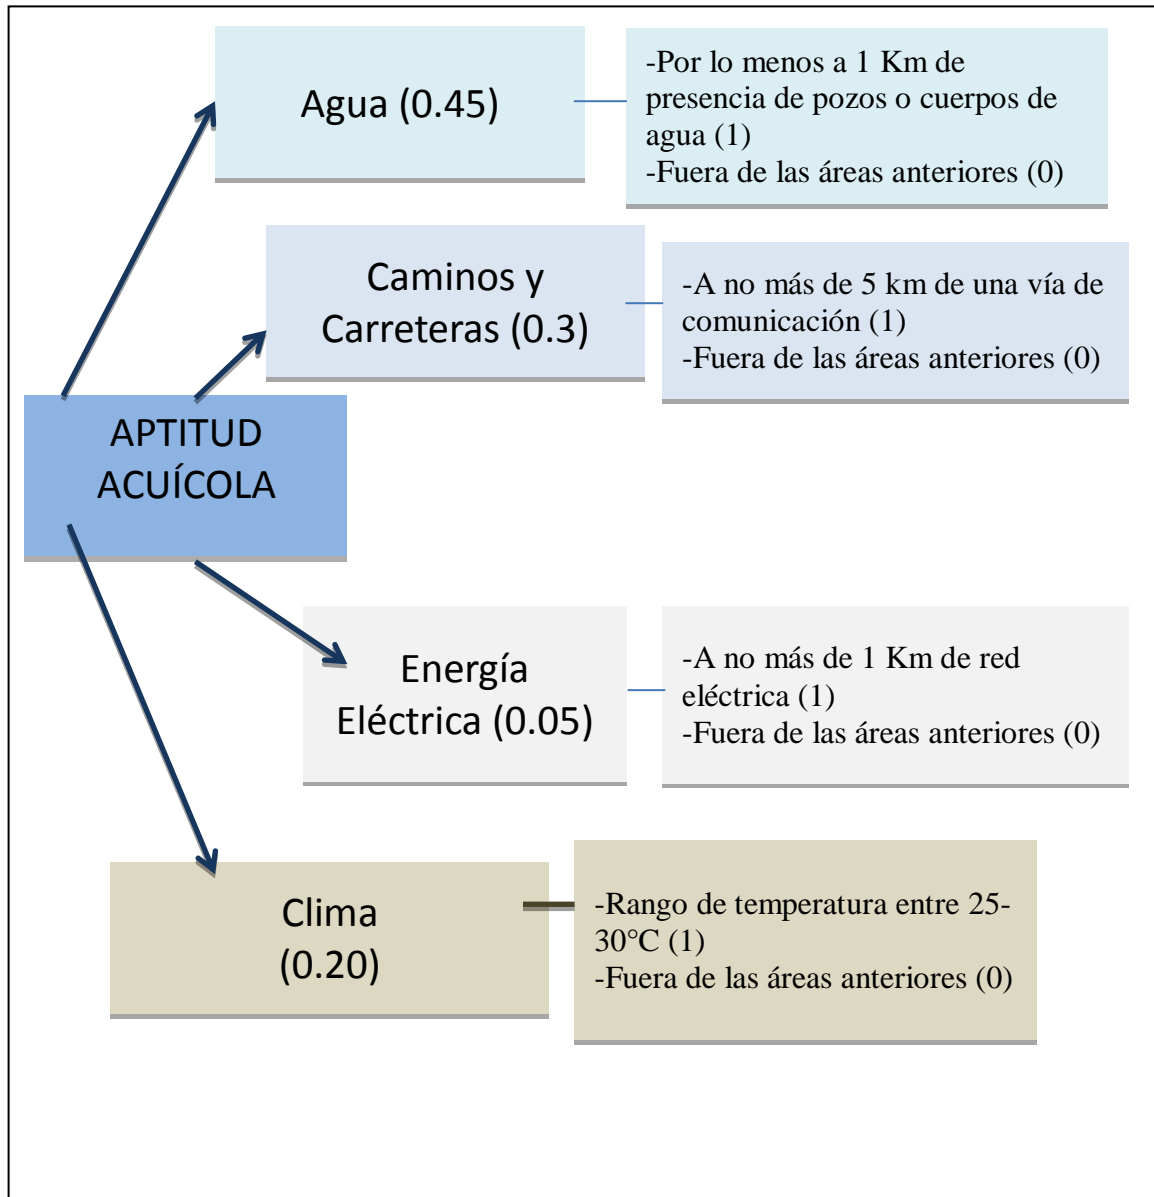 Agua (0.45)
-Por lo menos a 1 Km de
presencia de pozos o cuerpos de
agua (1)
-Fuera de las áreas anteriores (0)
Caminos y
Carreteras (0.3)
-A no más de 5 km de una vía de
comunicación (1)
-Fuera de las áreas anteriores (0)
APTITUD
ACUÍCOLA
Energía
Eléctrica (0.05)
-A no más de 1 Km de red
eléctrica (1)
-Fuera de las áreas anteriores (0)
Clima
(0.20)
-Rango de temperatura entre 25-
30°C (1)
-Fuera de las áreas anteriores (0)